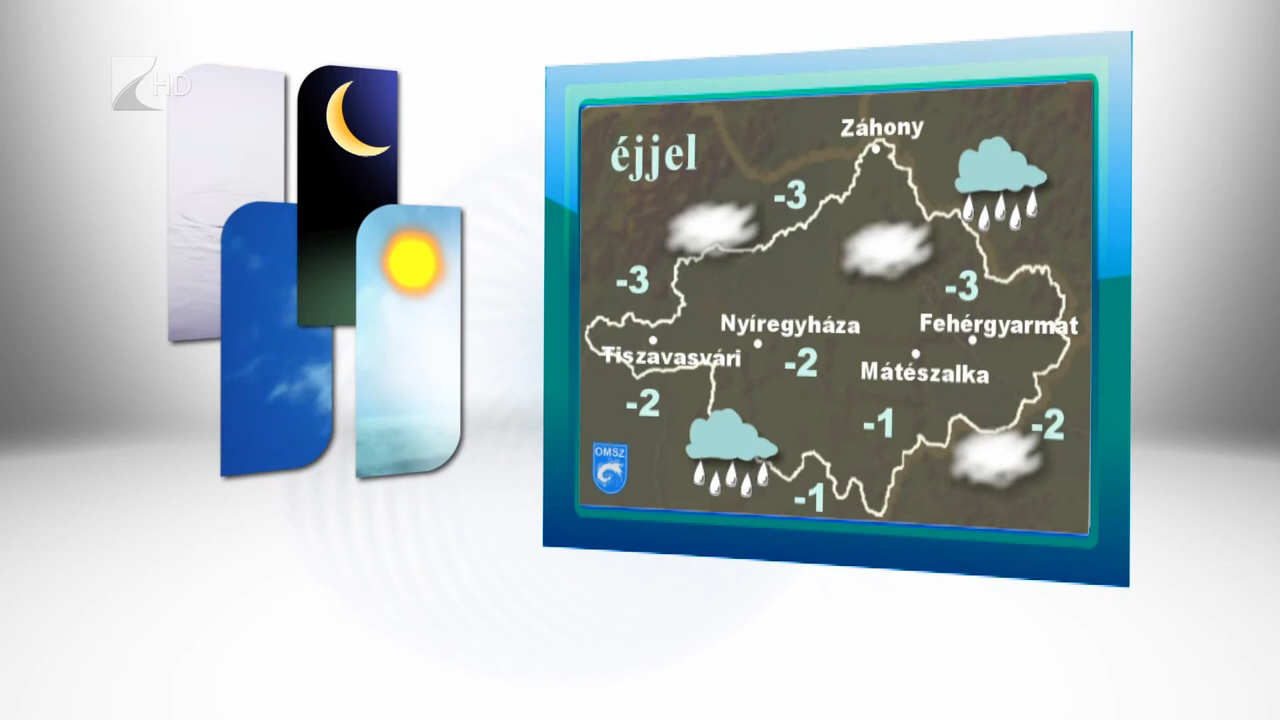 HD
éjjel
Záhony
-3
-3
-3
Nyíregyháza
Fehérgyarmat
Tiszavasvári
-2
Mátészalka
-2
-1
-2
OMSZ
-1